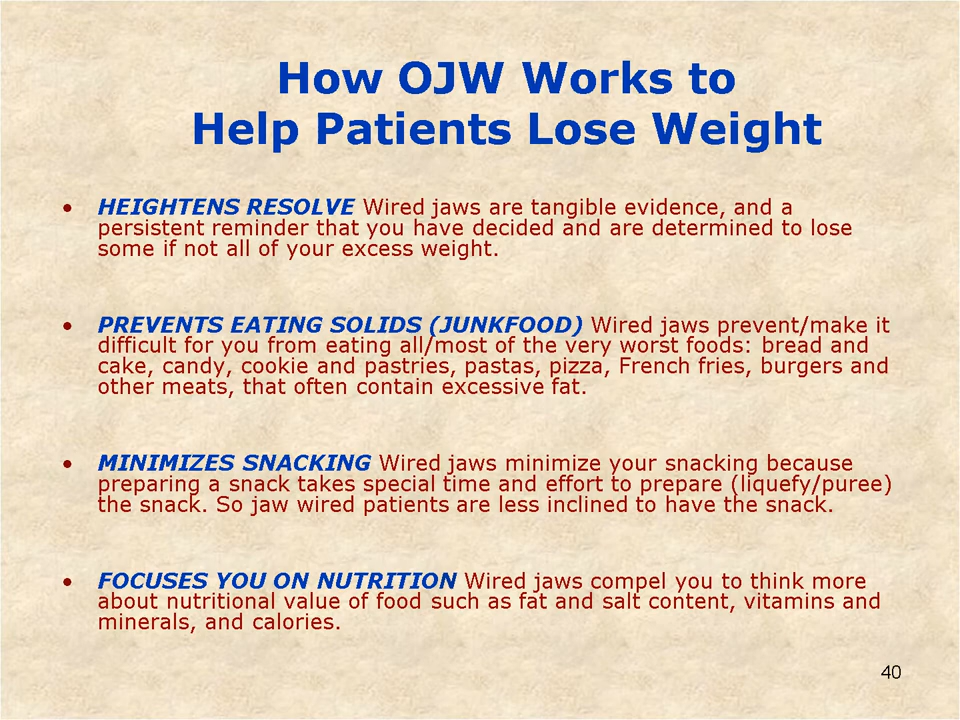 How OJW Works to
Help Patients Lose Weight
• HEIGHTENS RESOLVE Wired jaws are tangible evidence, and a
persistent reminder that you have decided and are determined to lose
some if not all of your excess weight.
• PREVENTS EATING SOLIDS (JUNKFOOD) Wired jaws prevent/make it
difficult for you from eating all/most of the very worst foods: bread and
cake, candy, cookie and pastries, pastas, pizza, French fries, burgers and
other meats, that often contain excessive fat.
• MINIMIZES SNACKING Wired jaws minimize your snacking because
preparing a snack takes special time and effort to prepare (liquefy/puree)
the snack. So jaw wired patients are less inclined to have the snack.
• FOCUSES YOU ON NUTRITION Wired jaws compel you to think more
about nutritional value of food such as fat and salt content, vitamins and
minerals, and calories.
40